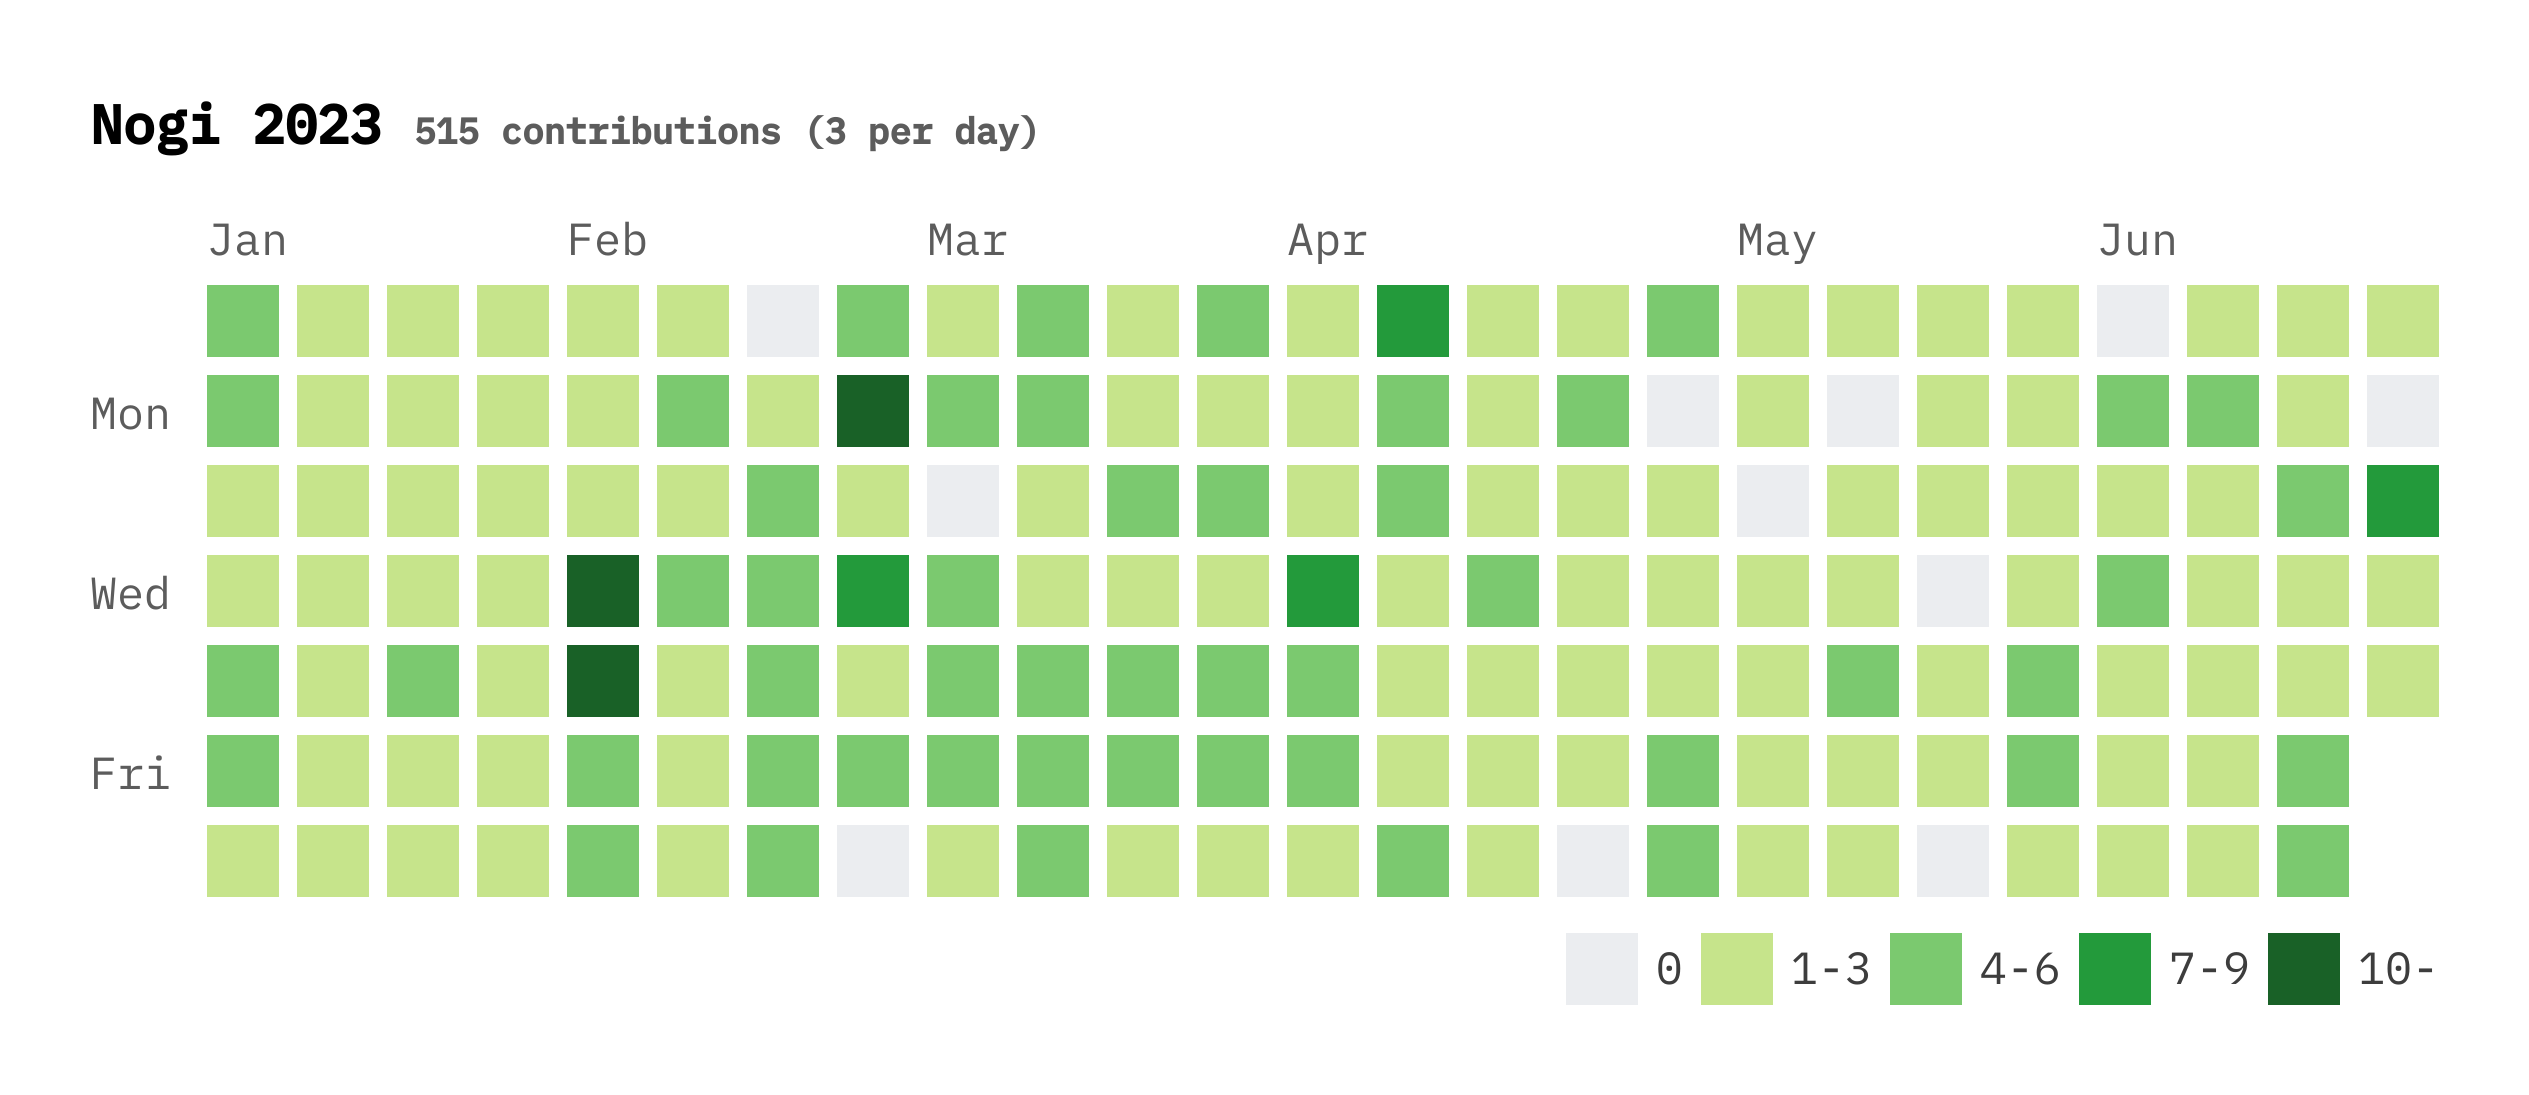 Nogi 2023 515 contributions (3 per day)
Jan Feb Mar Apr May Jun
Mon
Wed
Fri
0 1-3 4-6 7-9 10-